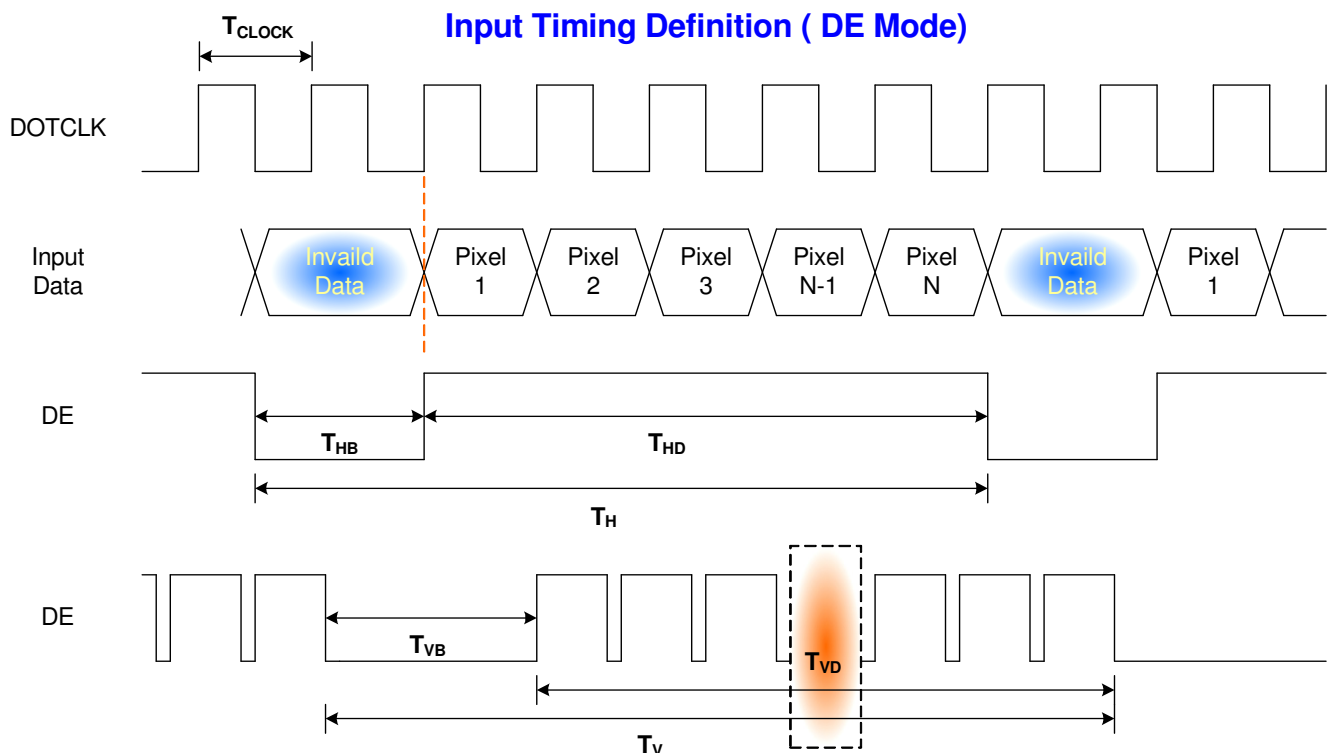 Input Timing Definition ( DE Mode)
TCLOCK
DOTCLK
Input
Data
Invaild
Data
Pixel
1
Pixel
2
Pixel
3
Pixel
N-1
Pixel
N
Invaild
Data
Pixel
1
DE
THB
THD
TH
DE
TVB
TVD
TV